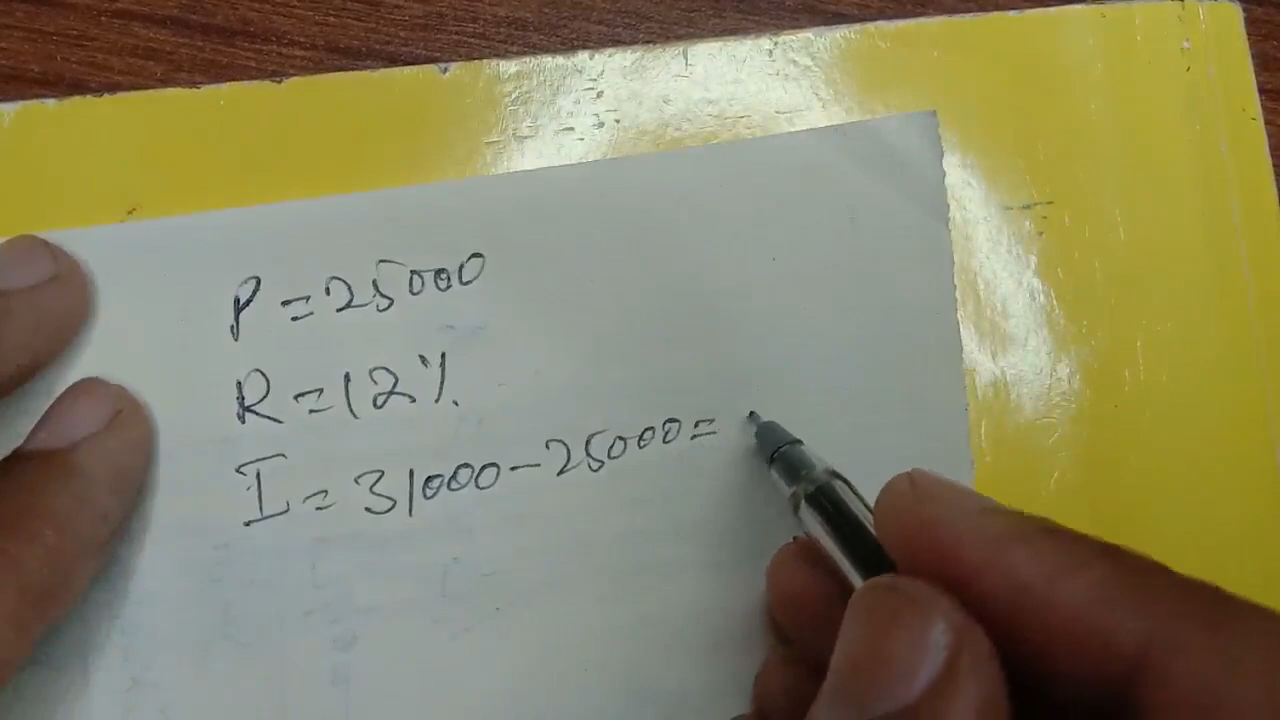 P = 25000
R = 12%
I = 31000 - 25000 =